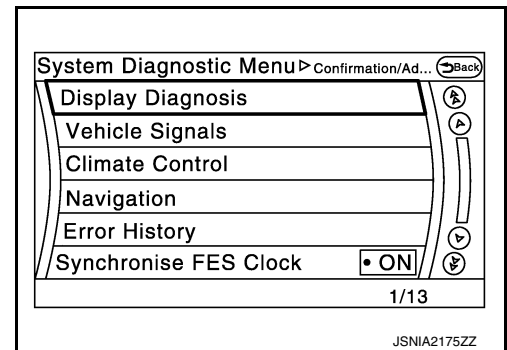 System Diagnostic Menu ▷ Confirmation/Ad... Back
Display Diagnosis
Vehicle Signals
Climate Control
Navigation
Error History
Synchronise FES Clock • ON
1/13
JSNIA2175ZZ